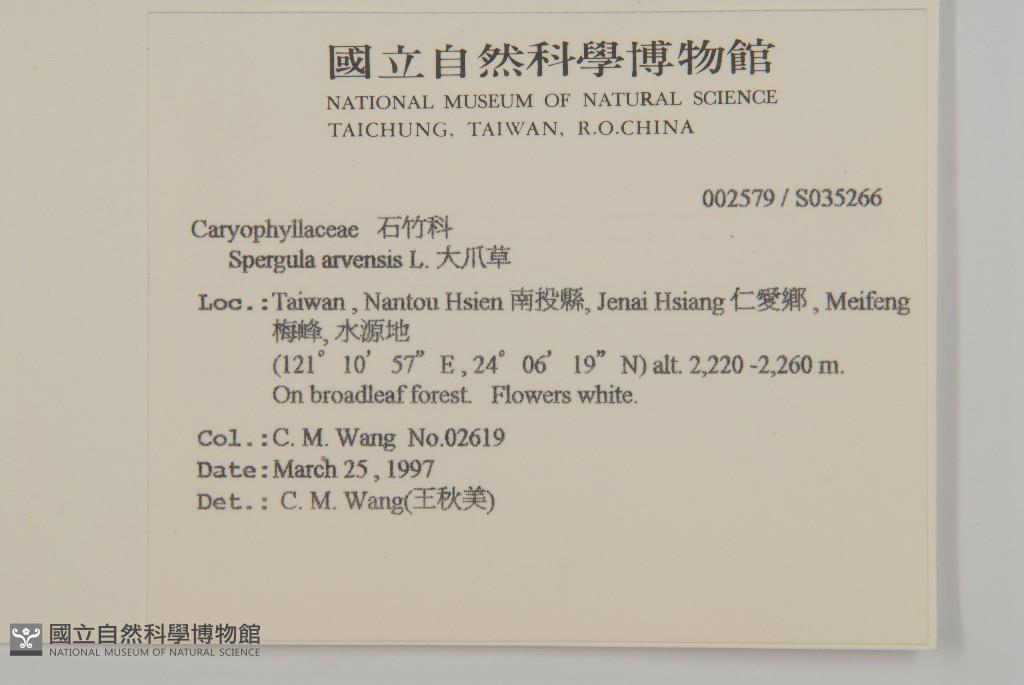 國立自然科學博物館
NATIONAL MUSEUM OF NATURAL SCIENCE
TAICHUNG, TAIWAN, R.O.CHINA
002579 / S035266
Caryophyllaceae 石竹科
Spergula arvensis L. 大爪草
Loc.:Taiwan , Nantou Hsien 南投縣, Jenai Hsiang 仁愛鄉 , Meifeng
梅峰, 水源地
(121° 10’ 57” E , 24° 06’ 19” N) alt. 2,220 -2,260 m.
On broadleaf forest. Flowers white.
Col.:C. M. Wang No.02619
Date:March 25 , 1997
Det.: C. M. Wang(王秋美)
國立自然科學博物館
NATIONAL MUSEUM OF NATURAL SCIENCE